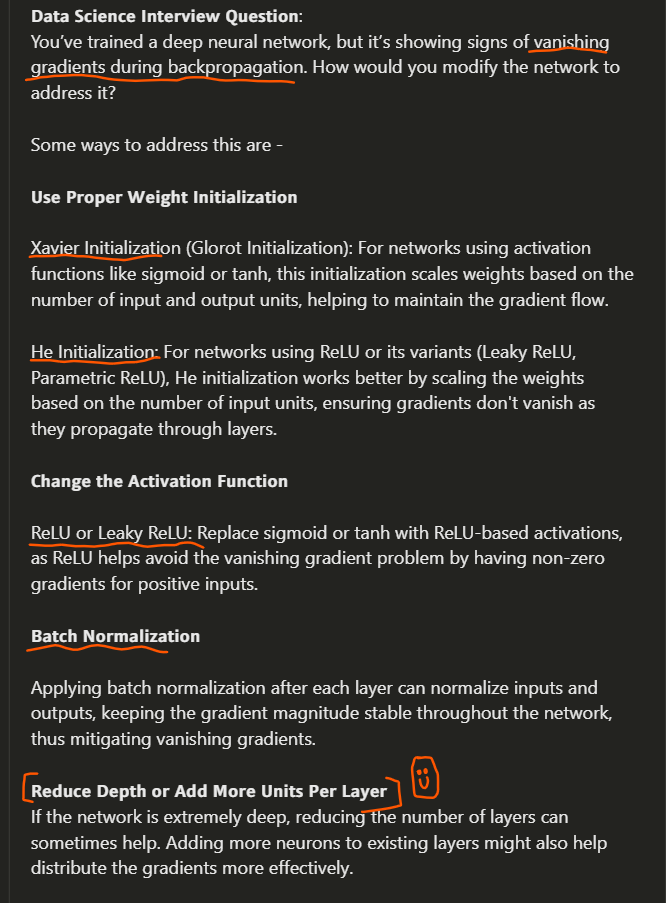 Data Science Interview Question:
You’ve trained a deep neural network, but it’s showing signs of vanishing
gradients during backpropagation. How would you modify the network to
address it?
Some ways to address this are -
Use Proper Weight Initialization
Xavier Initialization (Glorot Initialization): For networks using activation
functions like sigmoid or tanh, this initialization scales weights based on the
number of input and output units, helping to maintain the gradient flow.
He Initialization: For networks using ReLU or its variants (Leaky ReLU,
Parametric ReLU), He initialization works better by scaling the weights
based on the number of input units, ensuring gradients don't vanish as
they propagate through layers.
Change the Activation Function
ReLU or Leaky ReLU: Replace sigmoid or tanh with ReLU-based activations,
as ReLU helps avoid the vanishing gradient problem by having non-zero
gradients for positive inputs.
Batch Normalization
Applying batch normalization after each layer can normalize inputs and
outputs, keeping the gradient magnitude stable throughout the network,
thus mitigating vanishing gradients.
Reduce Depth or Add More Units Per Layer
If the network is extremely deep, reducing the number of layers can
sometimes help. Adding more neurons to existing layers might also help
distribute the gradients more effectively.